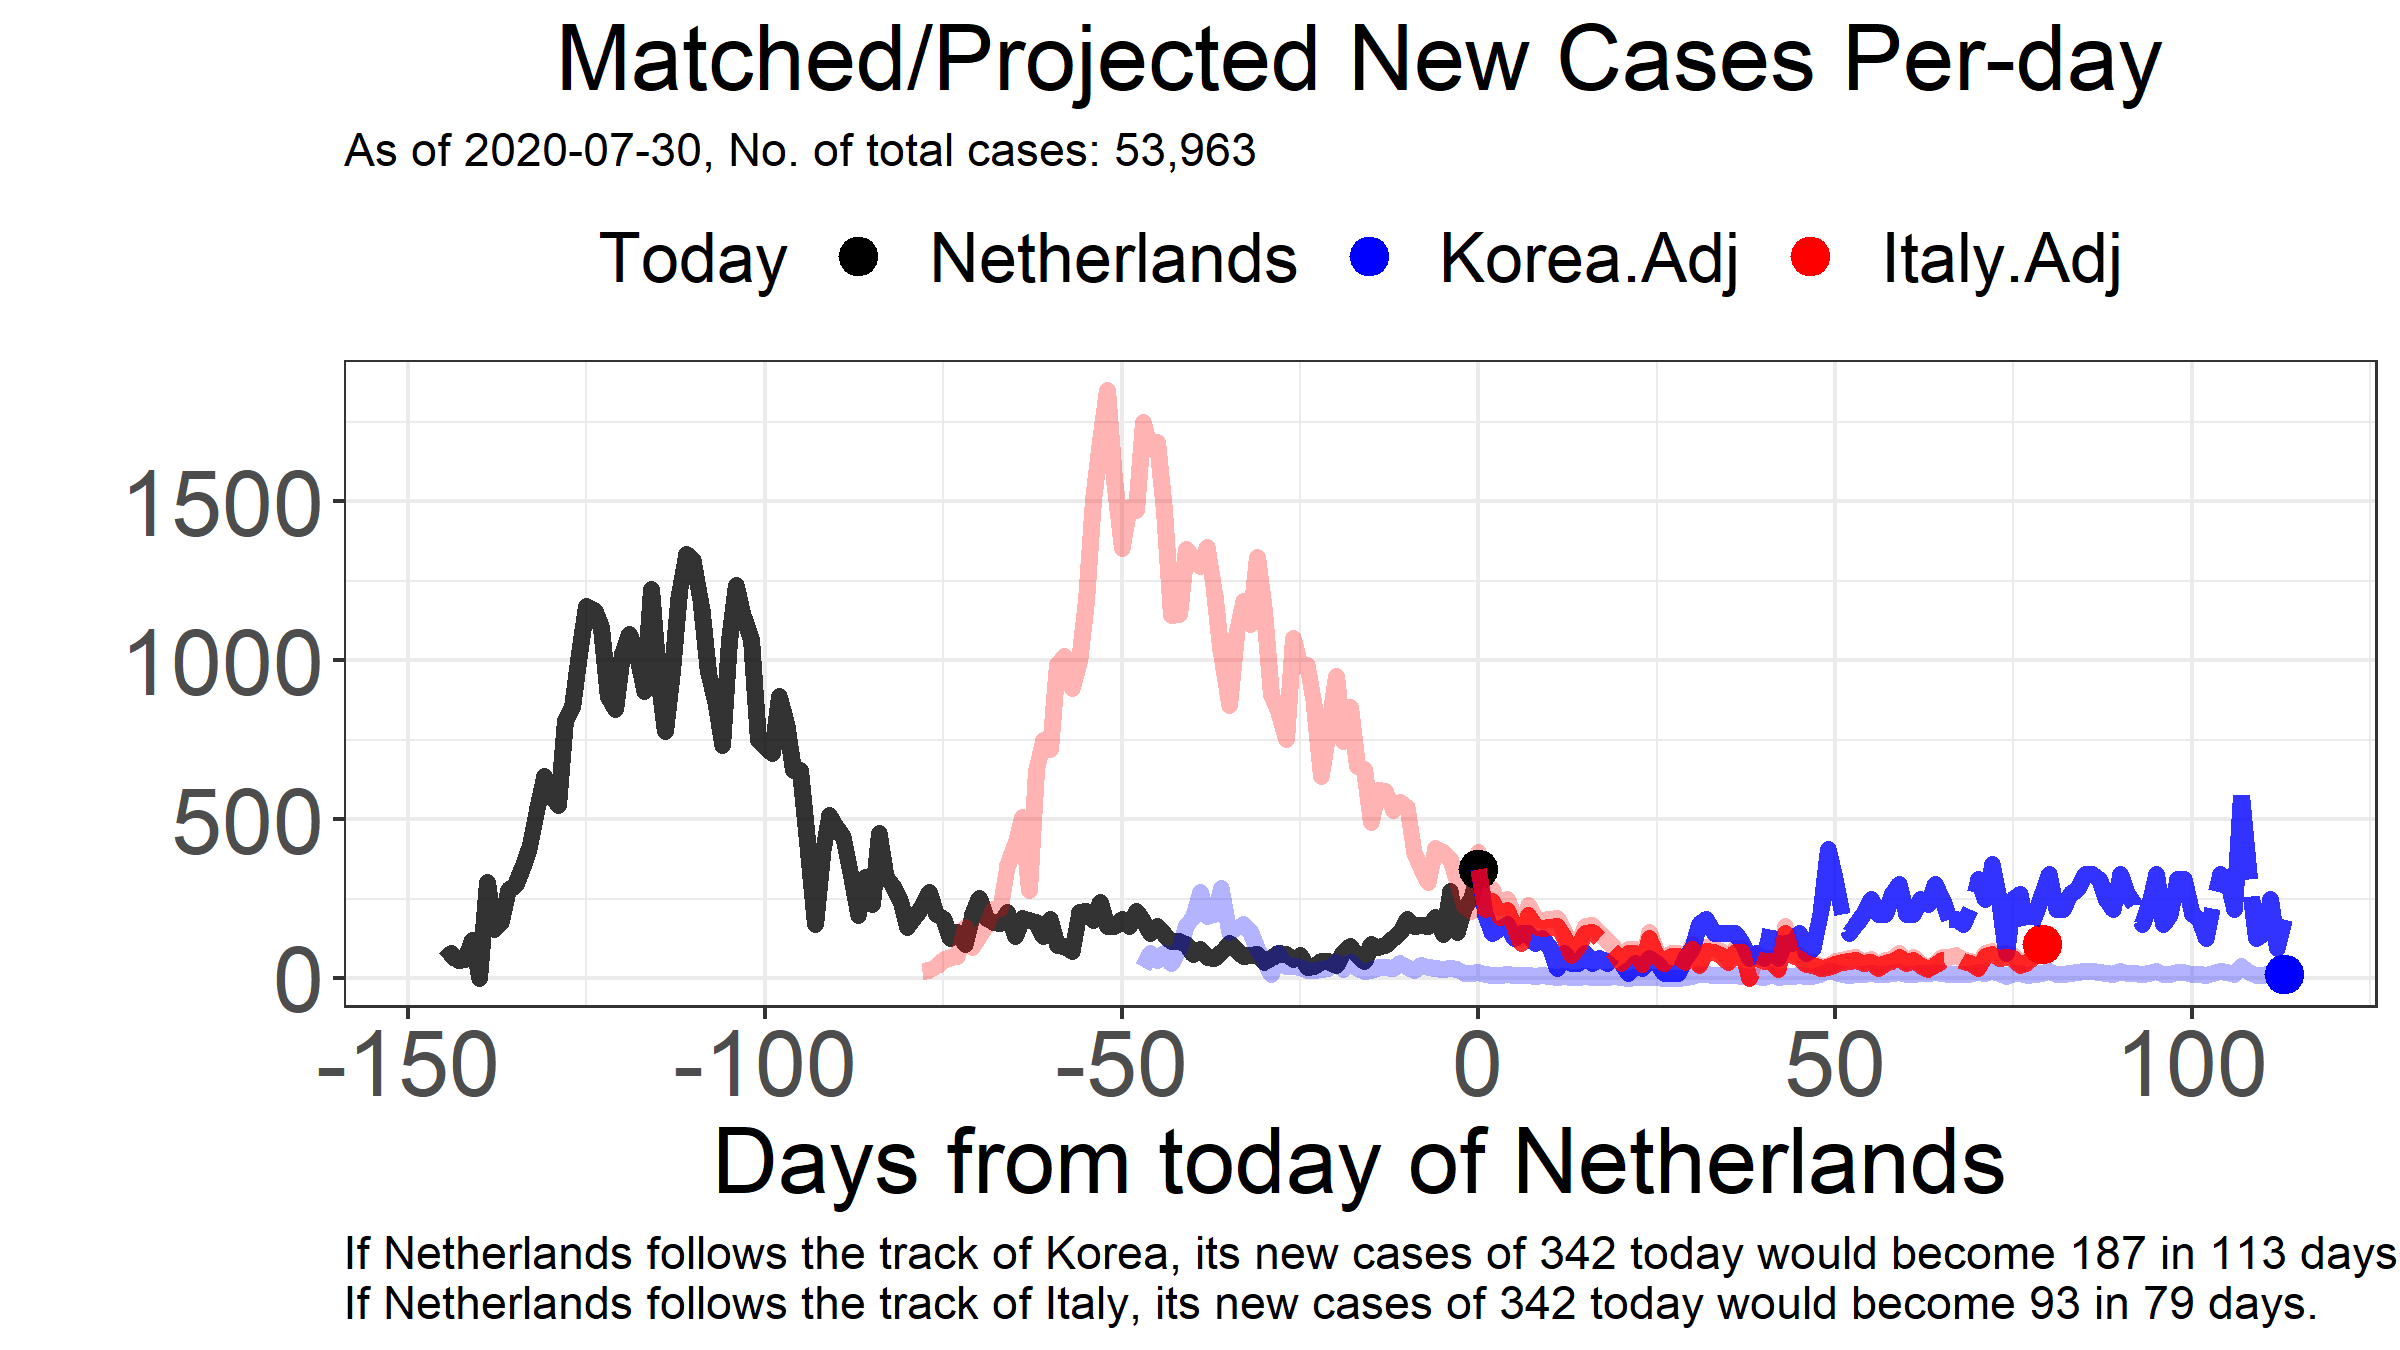 Matched/Projected New Cases Per-day
As of 2020-07-30, No. of total cases: 53,963
Today Netherlands Korea.Adj Italy.Adj
1500
1000
500
0
-150 -100 -50 0 50 100
Days from today of Netherlands
If Netherlands follows the track of Korea, its new cases of 342 today would become 187 in 113 days
If Netherlands follows the track of Italy, its new cases of 342 today would become 93 in 79 days.